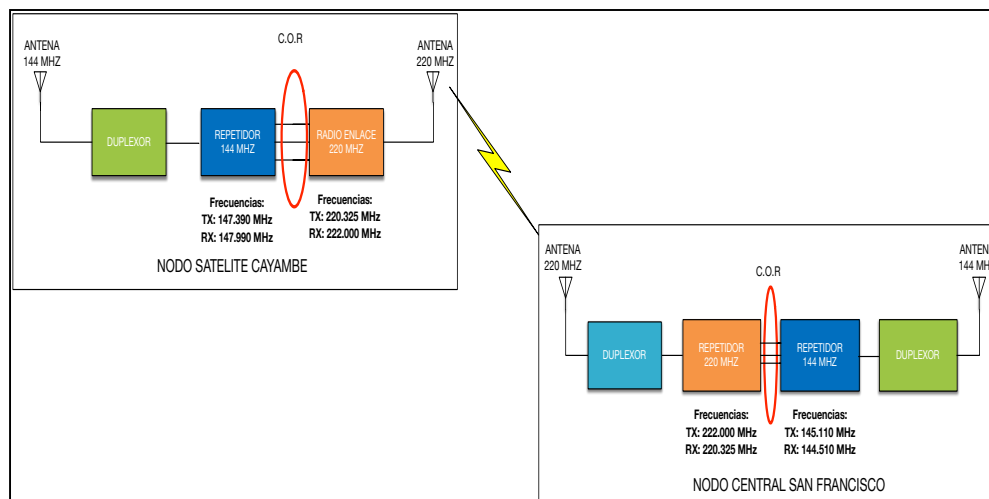 C.O.R
ANTENA
144 MHZ
ANTENA
220 MHZ
DUPLEXOR
REPETIDOR
144 MHZ
RADIO ENLACE
220 MHZ
Frecuencias:
TX: 147.390 MHz
RX: 147.990 MHz
Frecuencias:
TX: 220.325 MHz
RX: 222.000 MHz
NODO SATELITE CAYAMBE
ANTENA
220 MHZ
C.O.R
ANTEN
144 MH
DUPLEXOR
REPETIDOR
220 MHZ
REPETIDOR
144 MHZ
DUPLEXOR
Frecuencias:
TX: 222.000 MHz
RX: 220.325 MHz
Frecuencias:
TX: 145.110 MHz
RX: 144.510 MHz
NODO CENTRAL SAN FRANCISCO